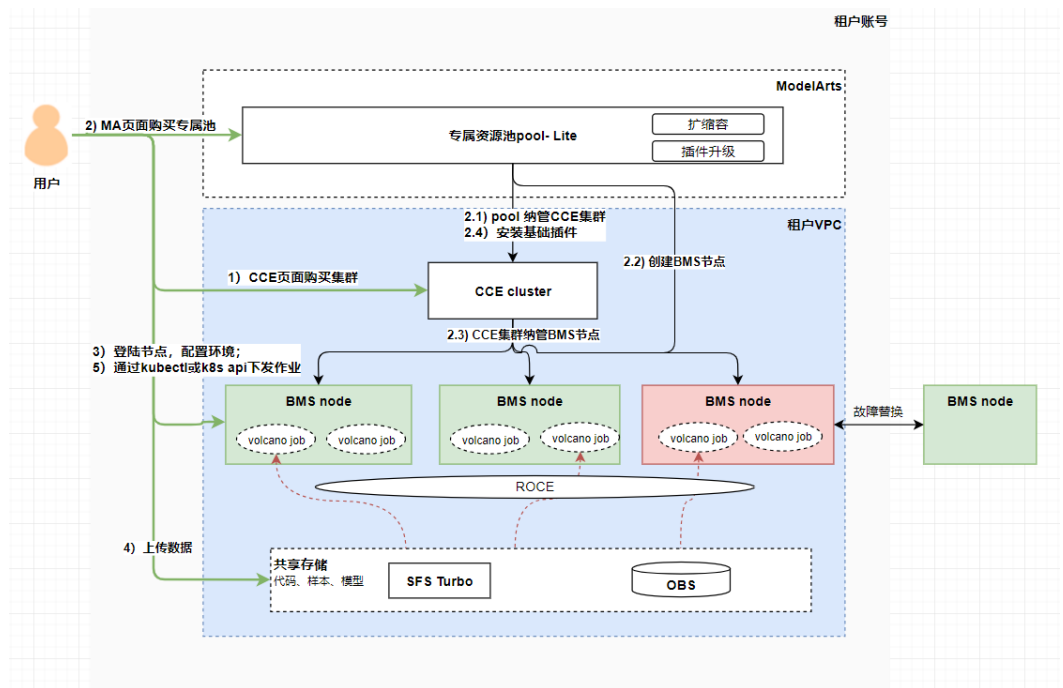 租户账号
ModelArts
2) MA页面购买专属池
专属资源池pool- Lite
扩缩容
插件升级
用户
租户VPC
2.1) pool 纳管CCE集群
2.4）安装基础插件
2.2) 创建BMS节点
1）CCE页面购买集群
CCE cluster
2.3) CCE集群纳管BMS节点
3）登陆节点，配置环境；
5）通过kubectl或k8s api下发作业
BMS node
volcano job
volcano job
BMS node
volcano job
volcano job
BMS node
volcano job
volcano job
故障替换
BMS node
ROCE
4）上传数据
共享存储
代码、样本、模型
SFS Turbo
OBS